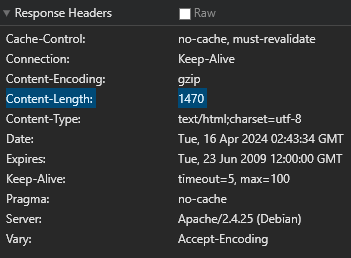 Response Headers Raw
Cache-Control: no-cache, must-revalidate
Connection: Keep-Alive
Content-Encoding: gzip
Content-Length: 1470
Content-Type: text/html;charset=utf-8
Date: Tue, 16 Apr 2024 02:43:34 GMT
Expires: Tue, 23 Jun 2009 12:00:00 GMT
Keep-Alive: timeout=5, max=100
Pragma: no-cache
Server: Apache/2.4.25 (Debian)
Vary: Accept-Encoding